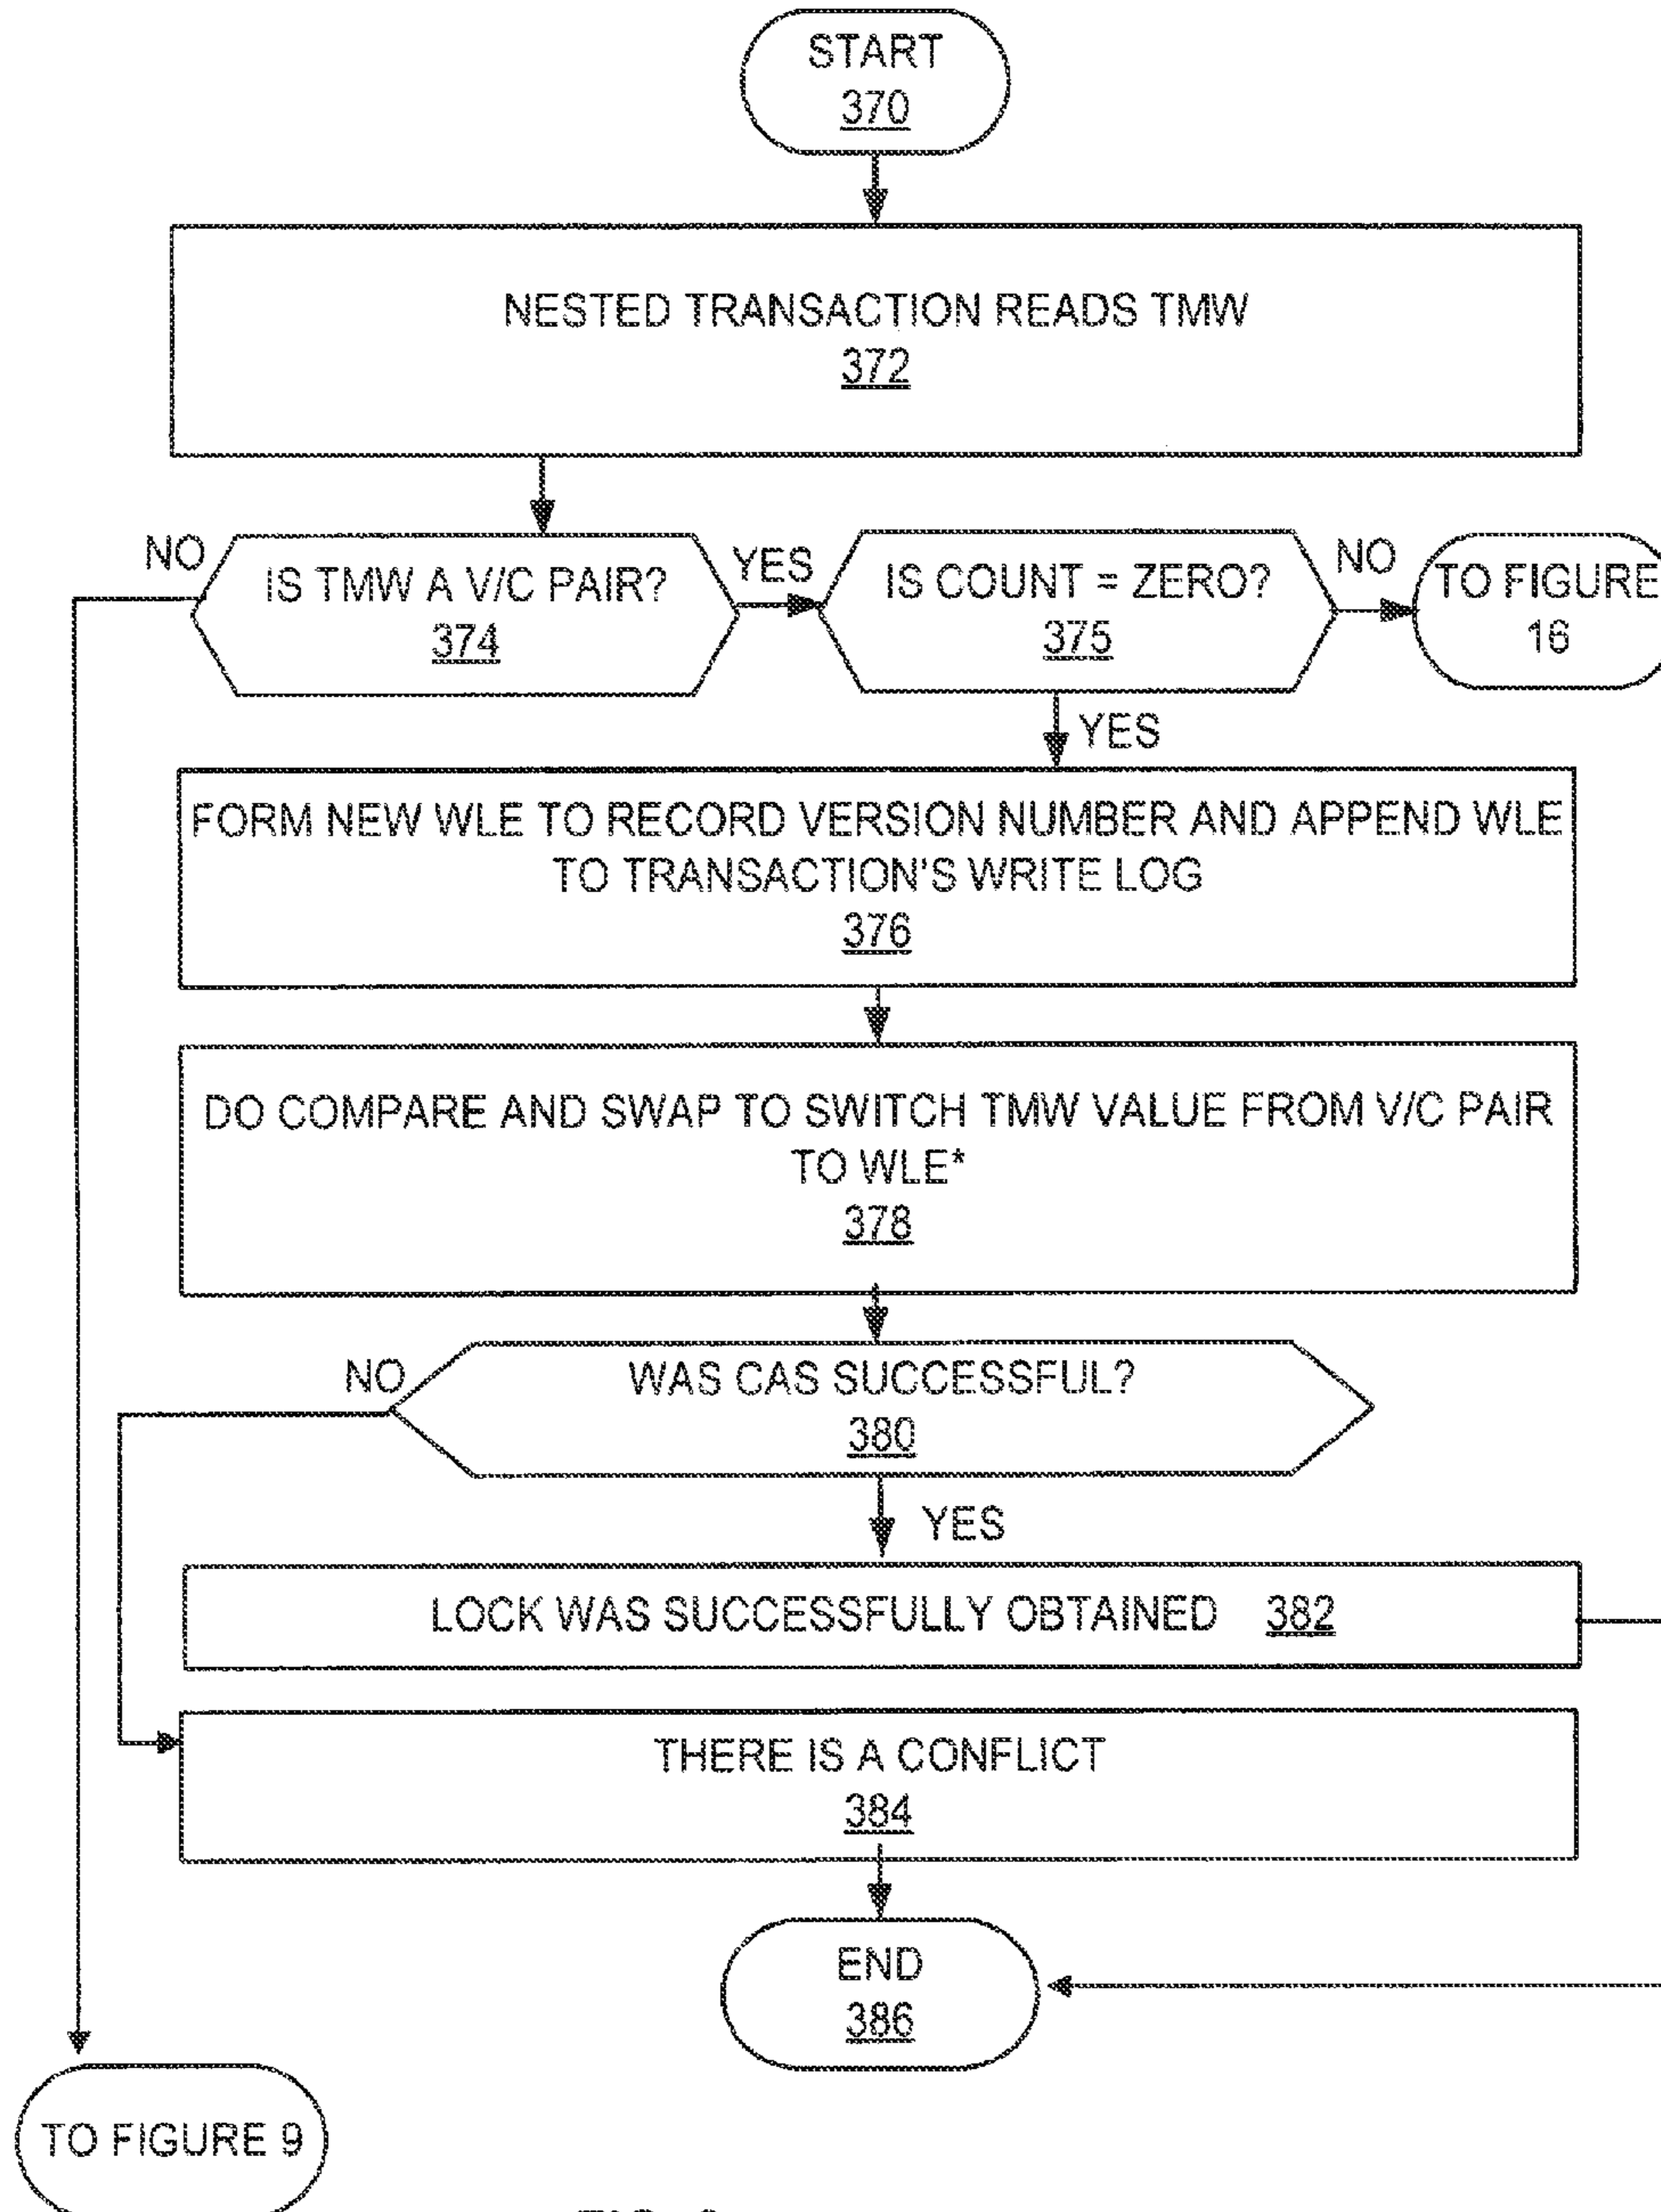 START
370
NESTED TRANSACTION READS TMW
372
NO
IS TMW A V/C PAIR?
374
YES
IS COUNT = ZERO?
375
NO
TO FIGURE
16
YES
FORM NEW WLE TO RECORD VERSION NUMBER AND APPEND WLE
TO TRANSACTION'S WRITE LOG
376
DO COMPARE AND SWAP TO SWITCH TMW VALUE FROM V/C PAIR
TO WLE*
378
NO
WAS CAS SUCCESSFUL?
380
YES
LOCK WAS SUCCESSFULLY OBTAINED 382
THERE IS A CONFLICT
384
END
386
TO FIGURE 9